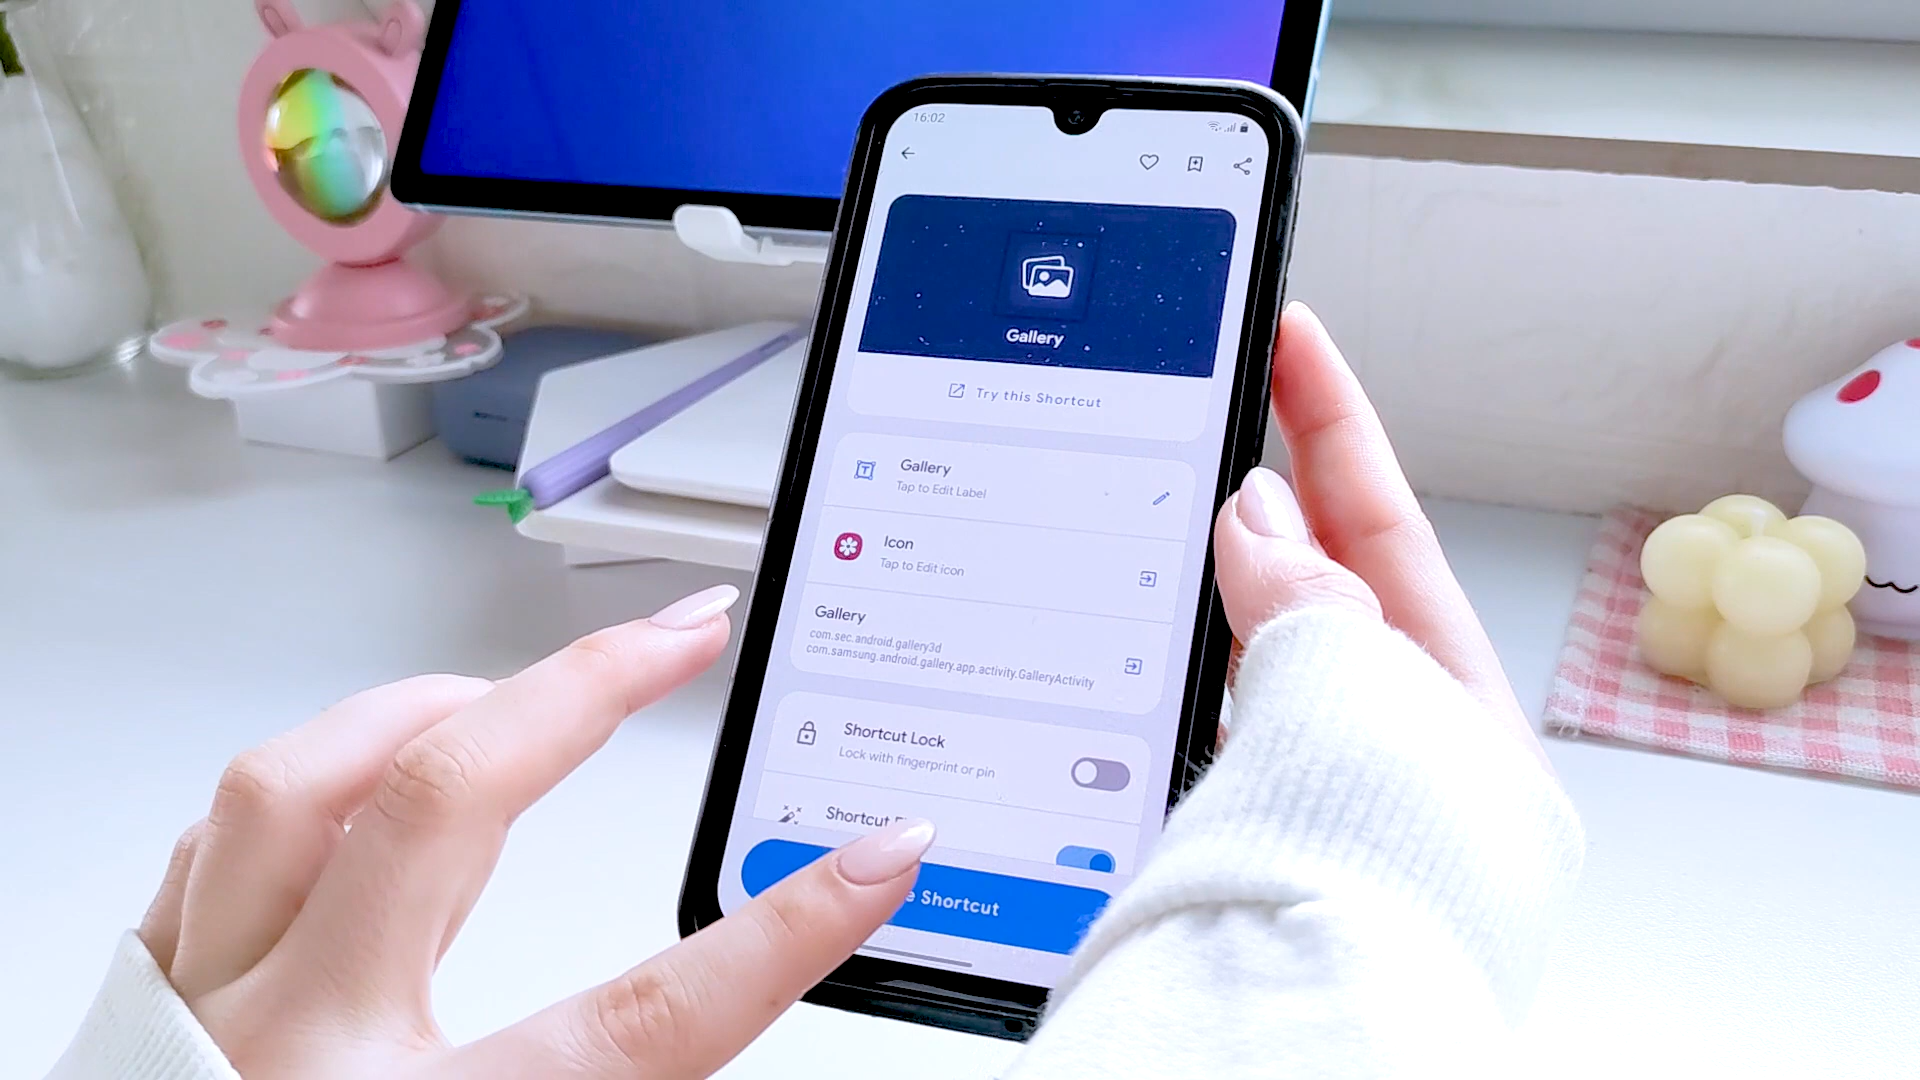 16:02
Gallery
Try this Shortcut
Gallery
Tap to Edit Label
Icon
Tap to Edit icon
Gallery
com.sec.android.gallery3d
com.samsung.android.gallery.app.activity.GalleryActivity
Shortcut Lock
Lock with fingerprint or pin
Shortcut
Shortcut